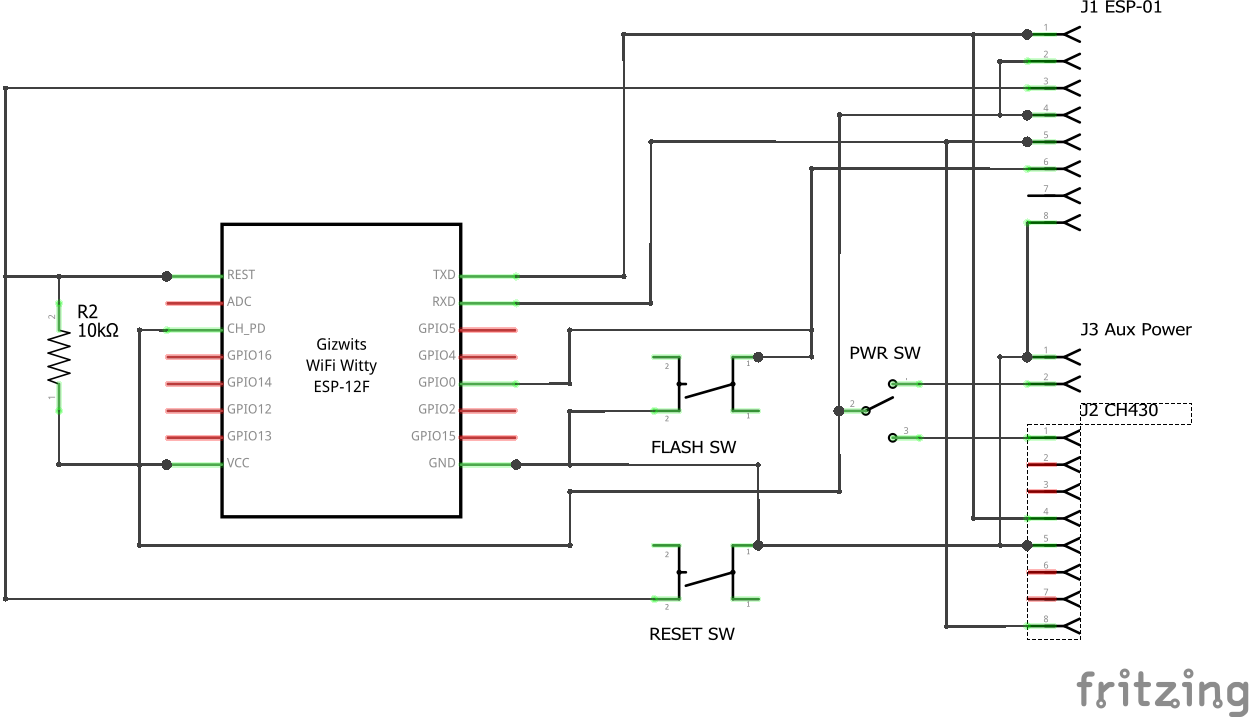 J1 ESP-01
1
2
3
4
5
6
7
8
REST
ADC
CH_PD
GPIO16
GPIO14
GPIO12
GPIO13
VCC
TXD
RXD
GPIO5
GPIO4
GPIO0
GPIO2
GPIO15
GND
Gizwits
WiFi Witty
ESP-12F
2
R2
10kΩ
1
2
1
2
1
FLASH SW
PWR SW
2
3
J3 Aux Power
1
2
J2 CH430
1
2
3
4
5
6
7
8
2
1
2
1
RESET SW
fritzing